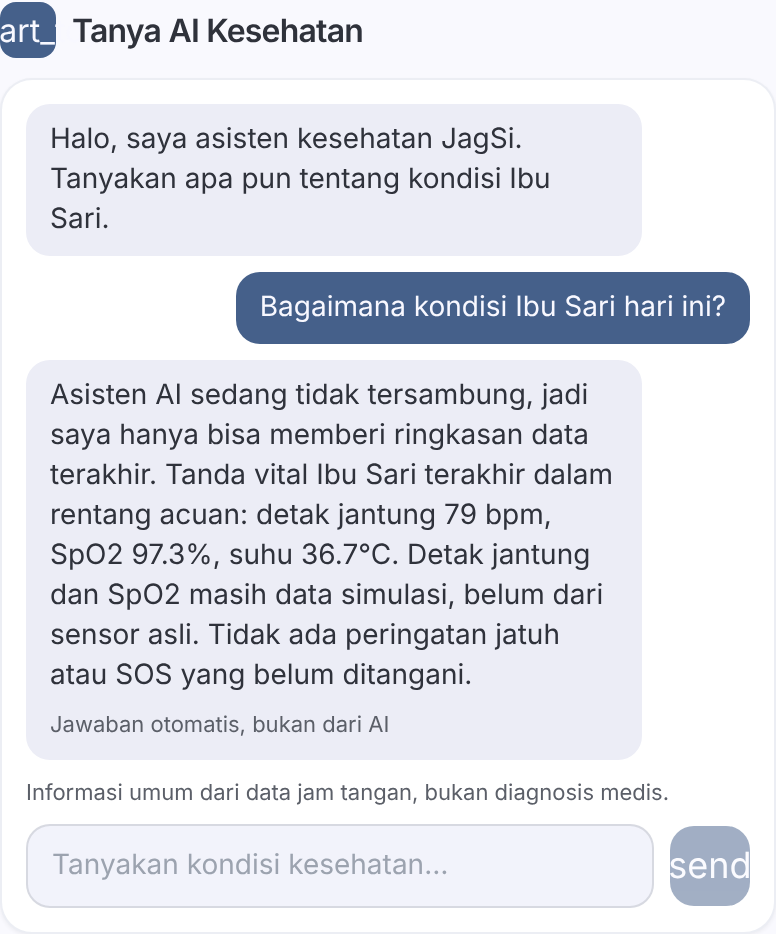 art_
Tanya AI Kesehatan
Halo, saya asisten kesehatan JagSi.
Tanyakan apa pun tentang kondisi Ibu
Sari.
Bagaimana kondisi Ibu Sari hari ini?
Asisten AI sedang tidak tersambung, jadi
saya hanya bisa memberi ringkasan data
terakhir. Tanda vital Ibu Sari terakhir dalam
rentang acuan: detak jantung 79 bpm,
SpO2 97.3%, suhu 36.7°C. Detak jantung
dan SpO2 masih data simulasi, belum dari
sensor asli. Tidak ada peringatan jatuh
atau SOS yang belum ditangani.
Jawaban otomatis, bukan dari AI
Informasi umum dari data jam tangan, bukan diagnosis medis.
Tanyakan kondisi kesehatan...
send